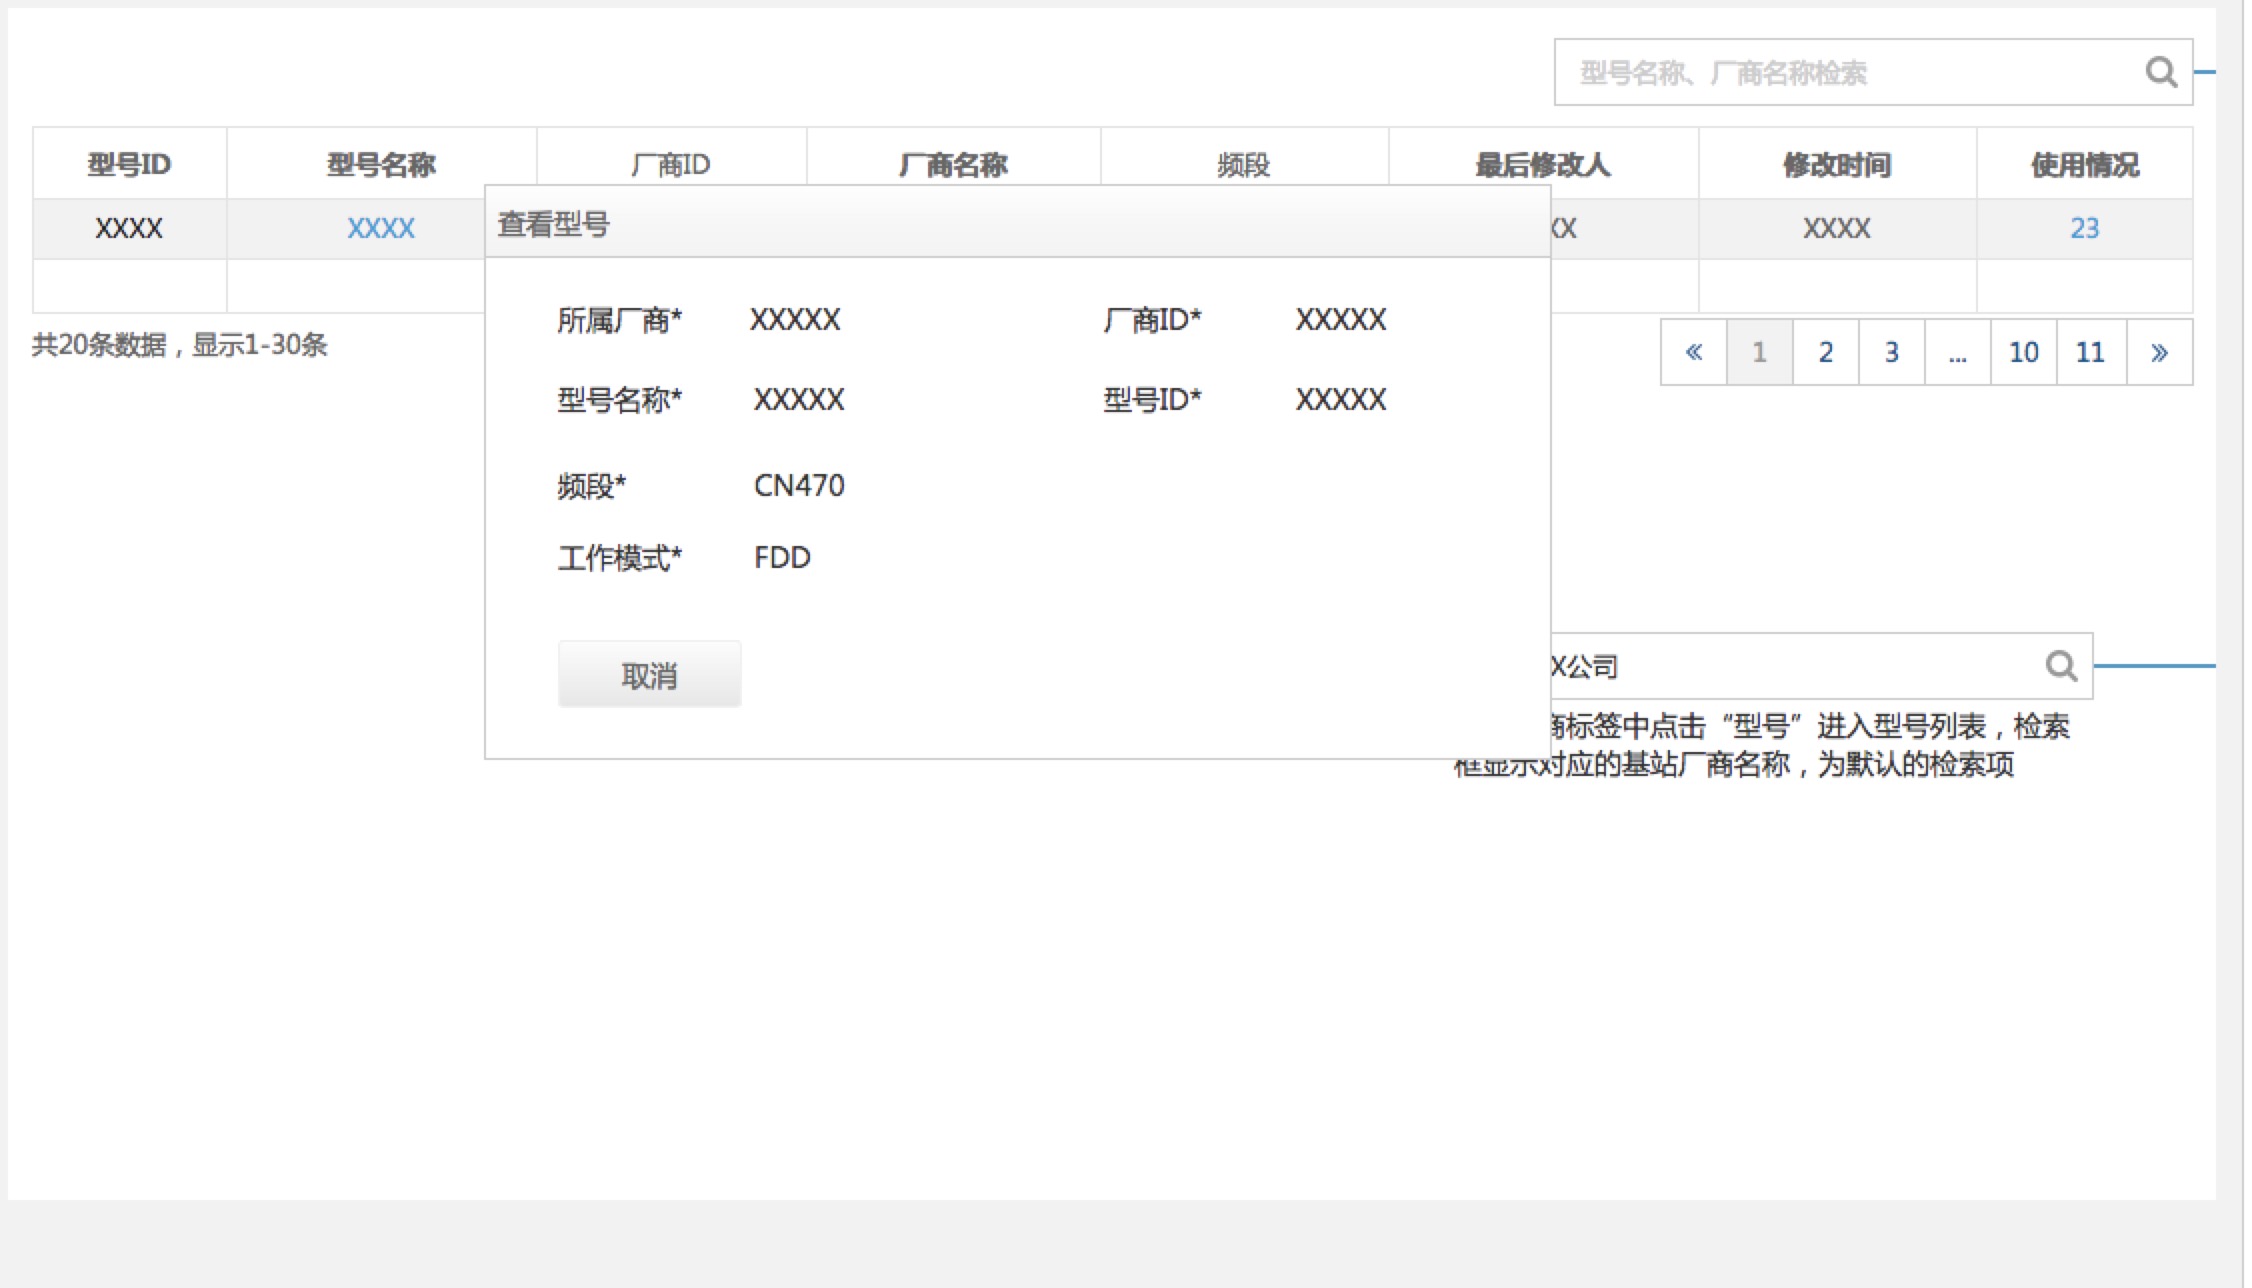 型号名称、厂商名称检索
型号ID 型号名称 厂商ID 厂商名称 频段 最后修改人 修改时间 使用情况
XXXX XXXX XX XXXX 23
查看型号
所属厂商* XXXXX 厂商ID* XXXXX
共20条数据，显示1-30条
« 1 2 3 ... 10 11 »
型号名称* XXXXX 型号ID* XXXXX
频段* CN470
工作模式* FDD
取消
X公司
商标签中点击“型号”进入型号列表，检索
框显示对应的基站厂商名称，为默认的检索项